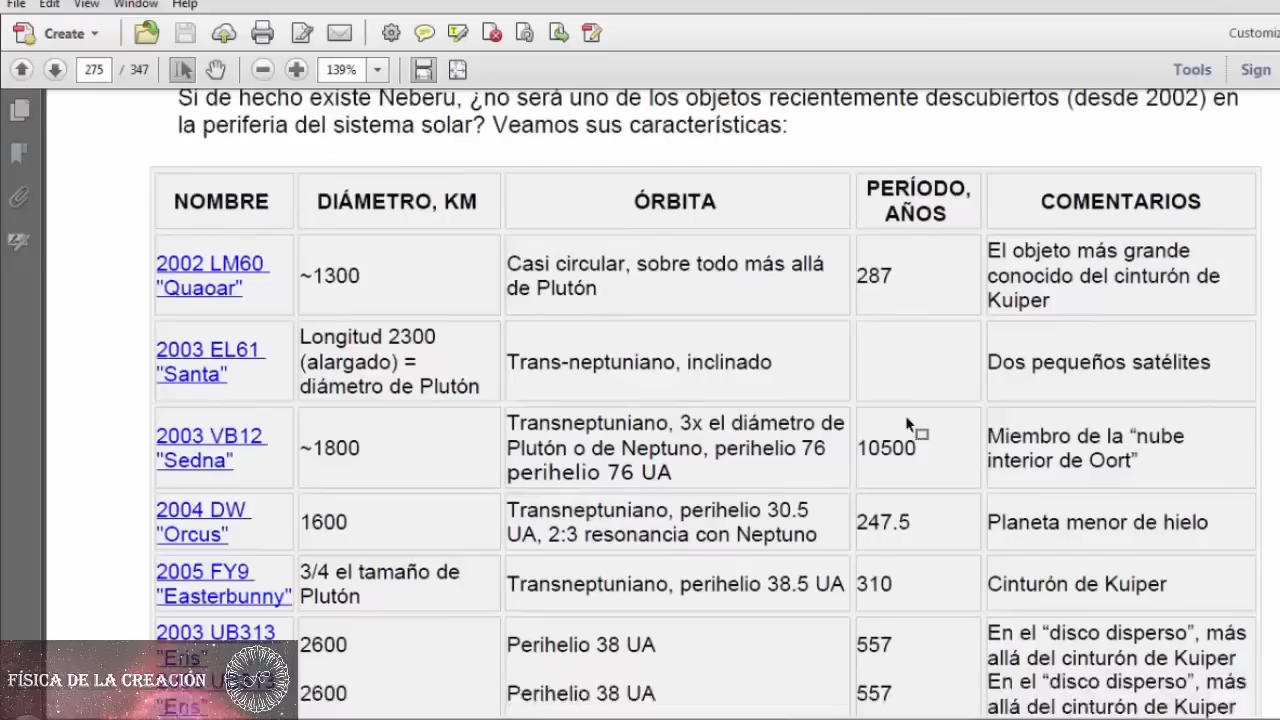 File Edit View Window Help
Create
Customiz
275 / 347
139%
Tools Sign
Si de hecho existe Neberu, ¿no será uno de los objetos recientemente descubiertos (desde 2002) en
la periferia del sistema solar? Veamos sus características:
NOMBRE DIÁMETRO, KM ÓRBITA PERÍODO, AÑOS COMENTARIOS
2002 LM60
"Quaoar"
~1300
Casi circular, sobre todo más allá
de Plutón
287
El objeto más grande
conocido del cinturón de
Kuiper
2003 EL61
"Santa"
Longitud 2300
(alargado) =
diámetro de Plutón
Trans-neptuniano, inclinado
Dos pequeños satélites
2003 VB12
"Sedna"
~1800
Transneptuniano, 3x el diámetro de
Plutón o de Neptuno, perihelio 76
perihelio 76 UA
10500
Miembro de la “nube
interior de Oort”
2004 DW
"Orcus"
1600
Transneptuniano, perihelio 30.5
UA, 2:3 resonancia con Neptuno
247.5
Planeta menor de hielo
2005 FY9
"Easterbunny"
3/4 el tamaño de
Plutón
Transneptuniano, perihelio 38.5 UA
310
Cinturón de Kuiper
2003 UB313
"Eris"
2600
Perihelio 38 UA
557
En el “disco disperso”, más
allá del cinturón de Kuiper
"Eris"
2600
Perihelio 38 UA
557
En el “disco disperso”, más
allá del cinturón de Kuiper
FÍSICA DE LA CREACIÓN